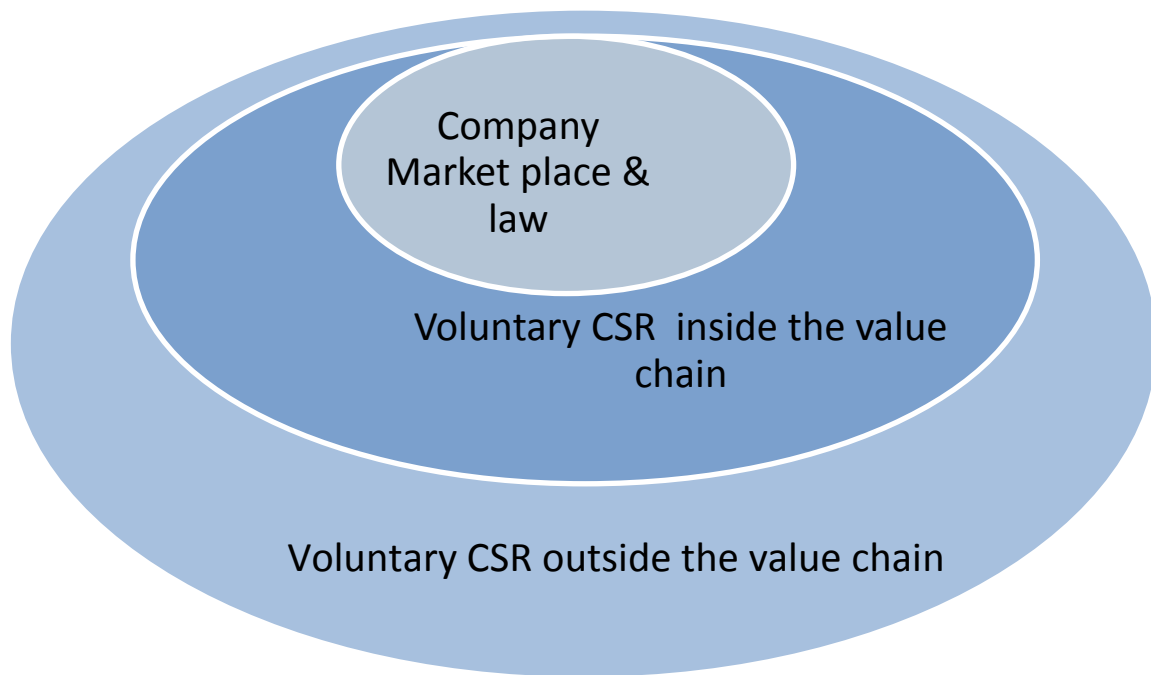 Company
Market place &
law
Voluntary CSR inside the value
chain
Voluntary CSR outside the value chain